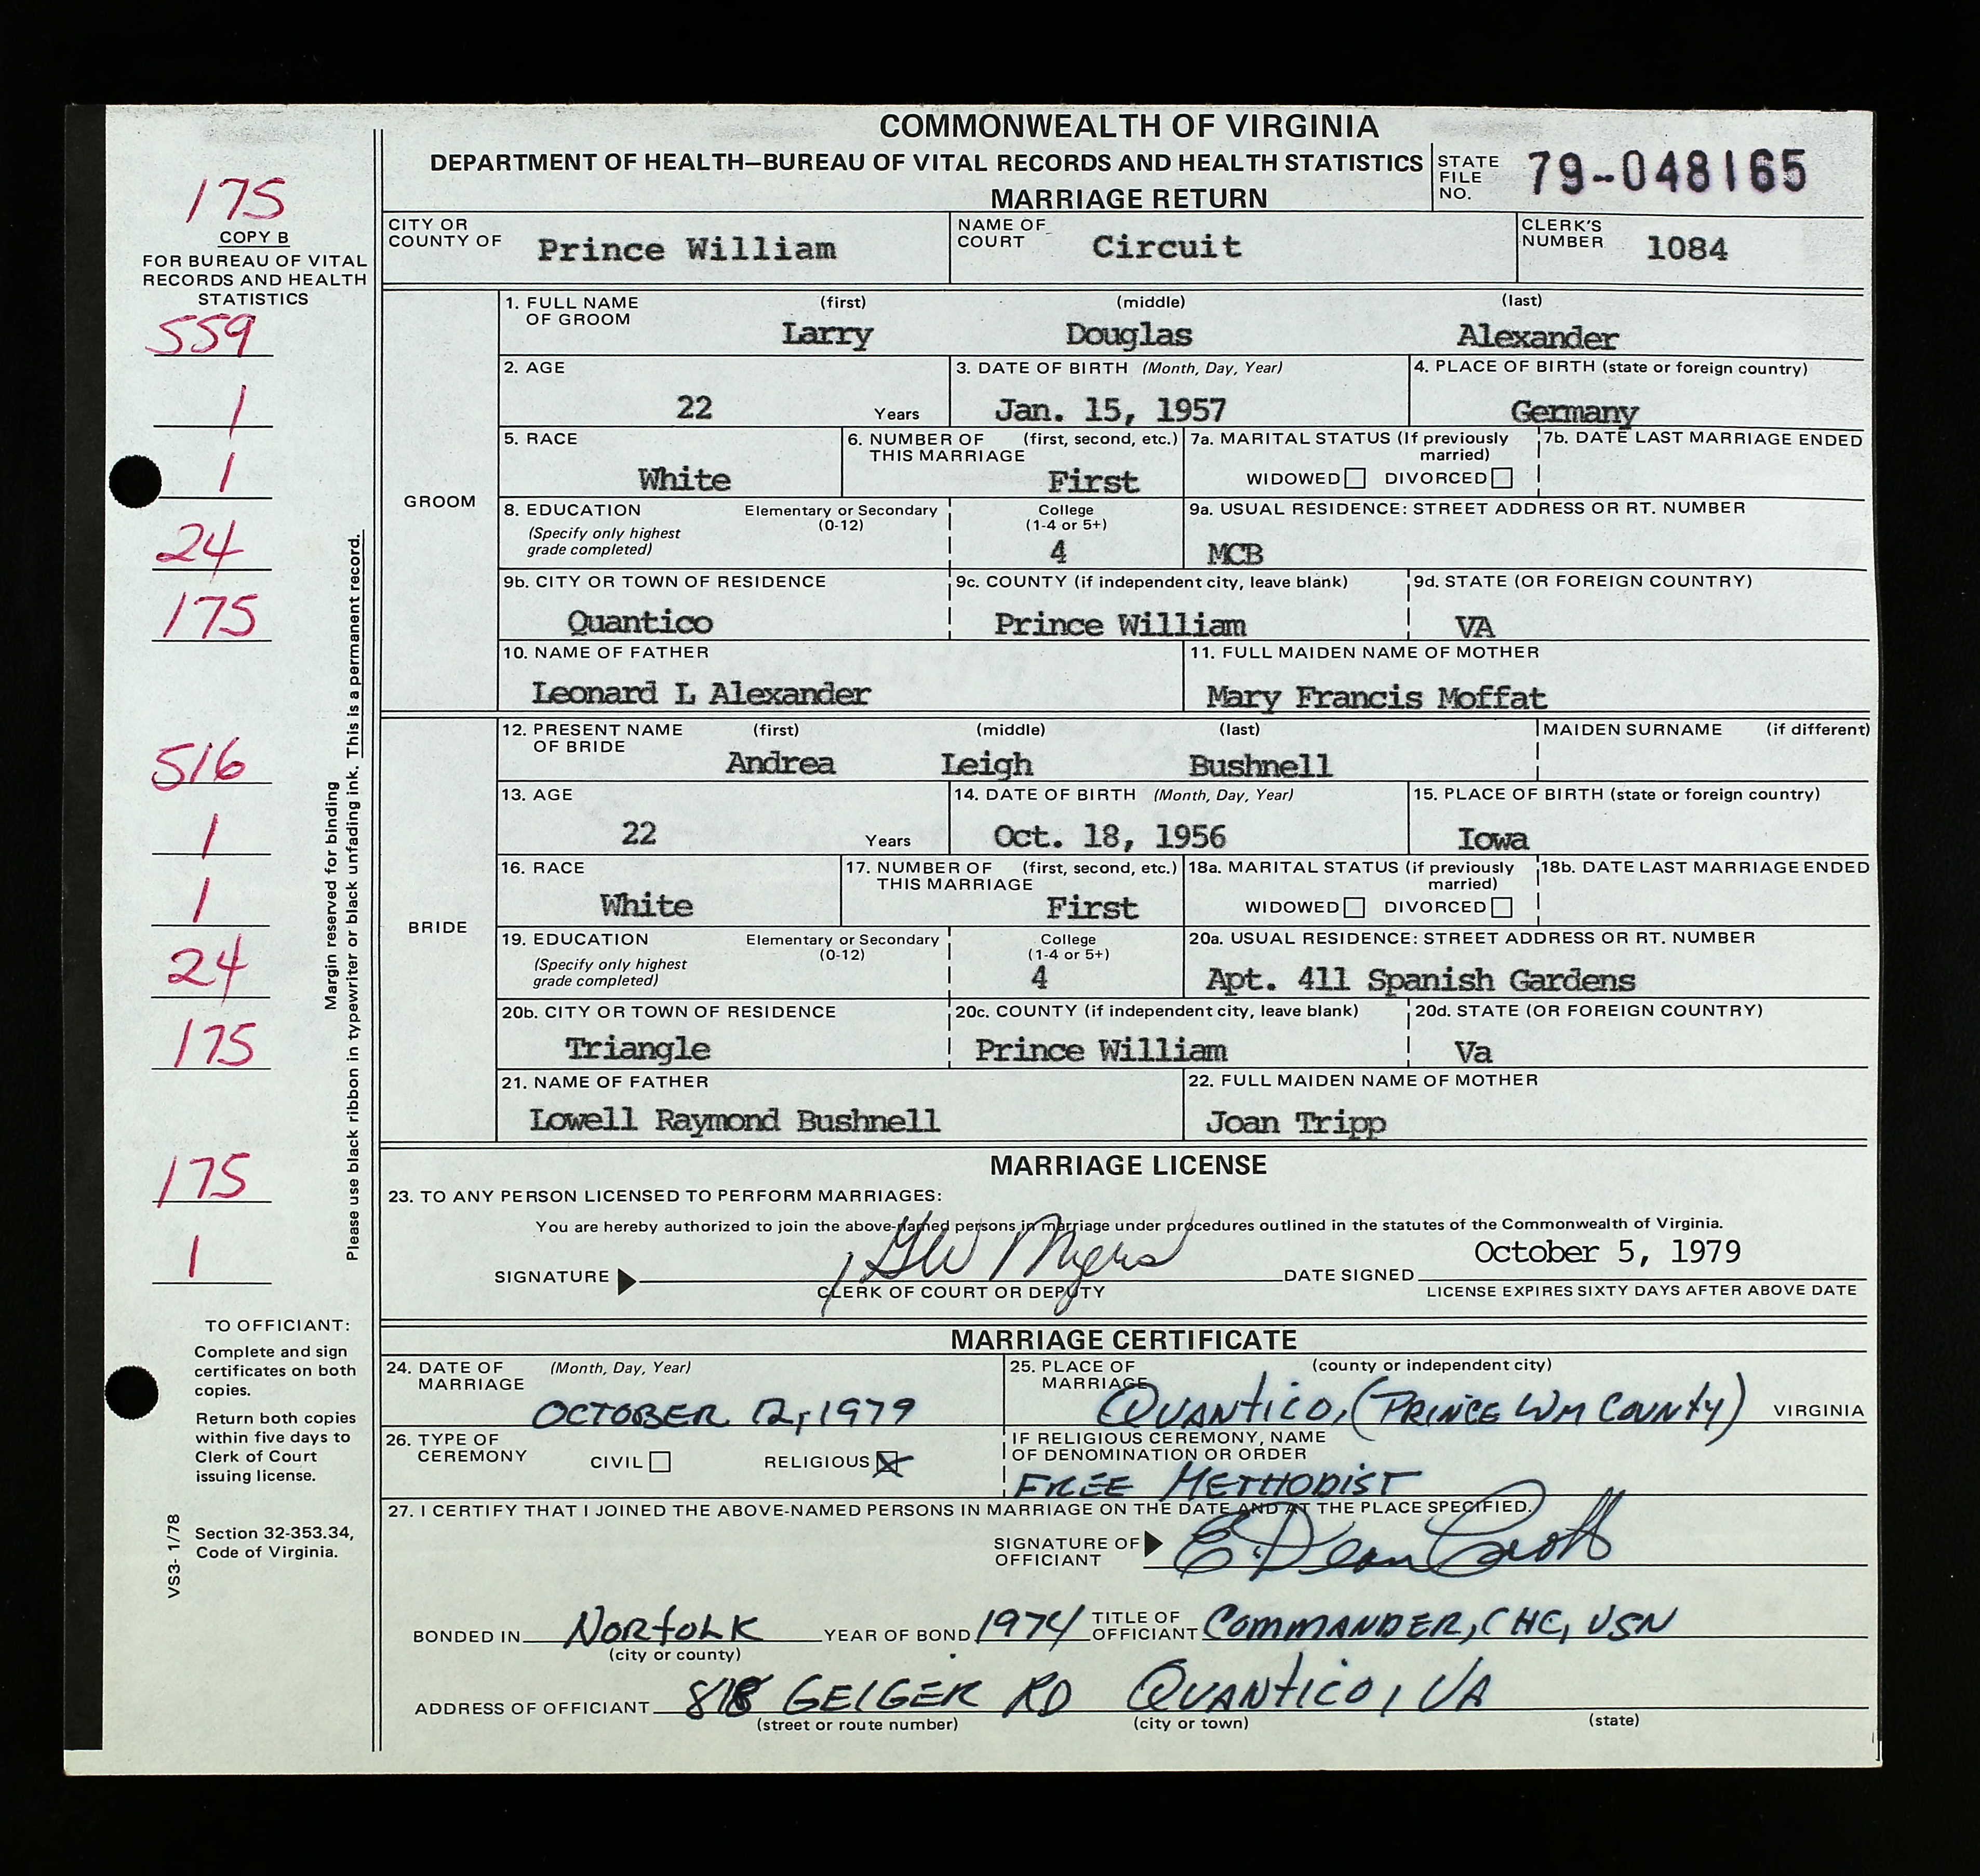 COMMONWEALTH OF VIRGINIA
DEPARTMENT OF HEALTH—BUREAU OF VITAL RECORDS AND HEALTH STATISTICS
MARRIAGE RETURN
STATE FILE NO. 79-048165
175
COPY B
FOR BUREAU OF VITAL
RECORDS AND HEALTH
STATISTICS
559
1
1
24
175
516
1
1
24
175
175
1
Margin reserved for binding
Please use black ribbon in typewriter or black unfading ink. This is a permanent record.
TO OFFICIANT:
Complete and sign
certificates on both
copies.
Return both copies
within five days to
Clerk of Court
issuing license.
Section 32-353.34,
Code of Virginia.
VS3- 1/78
CITY OR COUNTY OF Prince William
NAME OF COURT Circuit
CLERK'S NUMBER 1084
GROOM
1. FULL NAME OF GROOM (first) (middle) (last)
Larry Douglas Alexander
2. AGE 22 Years
3. DATE OF BIRTH (Month, Day, Year) Jan. 15, 1957
4. PLACE OF BIRTH (state or foreign country) Germany
5. RACE White
6. NUMBER OF THIS MARRIAGE (first, second, etc.) First
7a. MARITAL STATUS (If previously married)
WIDOWED DIVORCED
7b. DATE LAST MARRIAGE ENDED
8. EDUCATION (Specify only highest grade completed)
Elementary or Secondary (0-12)
College (1-4 or 5+) 4
9a. USUAL RESIDENCE: STREET ADDRESS OR RT. NUMBER
MCB
9b. CITY OR TOWN OF RESIDENCE Quantico
9c. COUNTY (if independent city, leave blank) Prince William
9d. STATE (OR FOREIGN COUNTRY) VA
10. NAME OF FATHER
Leonard L Alexander
11. FULL MAIDEN NAME OF MOTHER
Mary Francis Moffat
BRIDE
12. PRESENT NAME OF BRIDE (first) (middle) (last)
Andrea Leigh Bushnell
MAIDEN SURNAME (if different)
13. AGE 22 Years
14. DATE OF BIRTH (Month, Day, Year) Oct. 18, 1956
15. PLACE OF BIRTH (state or foreign country) Iowa
16. RACE White
17. NUMBER OF THIS MARRIAGE (first, second, etc.) First
18a. MARITAL STATUS (if previously married)
WIDOWED DIVORCED
18b. DATE LAST MARRIAGE ENDED
19. EDUCATION (Specify only highest grade completed)
Elementary or Secondary (0-12)
College (1-4 or 5+) 4
20a. USUAL RESIDENCE: STREET ADDRESS OR RT. NUMBER
Apt. 411 Spanish Gardens
20b. CITY OR TOWN OF RESIDENCE Triangle
20c. COUNTY (if independent city, leave blank) Prince William
20d. STATE (OR FOREIGN COUNTRY) Va
21. NAME OF FATHER
Lowell Raymond Bushnell
22. FULL MAIDEN NAME OF MOTHER
Joan Tripp
MARRIAGE LICENSE
23. TO ANY PERSON LICENSED TO PERFORM MARRIAGES:
You are hereby authorized to join the above-named persons in marriage under procedures outlined in the statutes of the Commonwealth of Virginia.
SIGNATURE GW Myers DATE SIGNED October 5, 1979
CLERK OF COURT OR DEPUTY LICENSE EXPIRES SIXTY DAYS AFTER ABOVE DATE
MARRIAGE CERTIFICATE
24. DATE OF MARRIAGE (Month, Day, Year)
OCTOBER 12, 1979
25. PLACE OF MARRIAGE (county or independent city)
QUANTICO, (PRINCE WM COUNTY) VIRGINIA
26. TYPE OF CEREMONY CIVIL RELIGIOUS
IF RELIGIOUS CEREMONY, NAME OF DENOMINATION OR ORDER
FREE METHODIST
27. I CERTIFY THAT I JOINED THE ABOVE-NAMED PERSONS IN MARRIAGE ON THE DATE AND AT THE PLACE SPECIFIED.
SIGNATURE OF OFFICIANT E. Dean
BONDED IN NORFOLK YEAR OF BOND 1974 TITLE OF OFFICIANT COMMANDER, CHC, USN
(city or county)
ADDRESS OF OFFICIANT 818 GEIGER RD QUANTICO, VA
(street or route number) (city or town) (state)